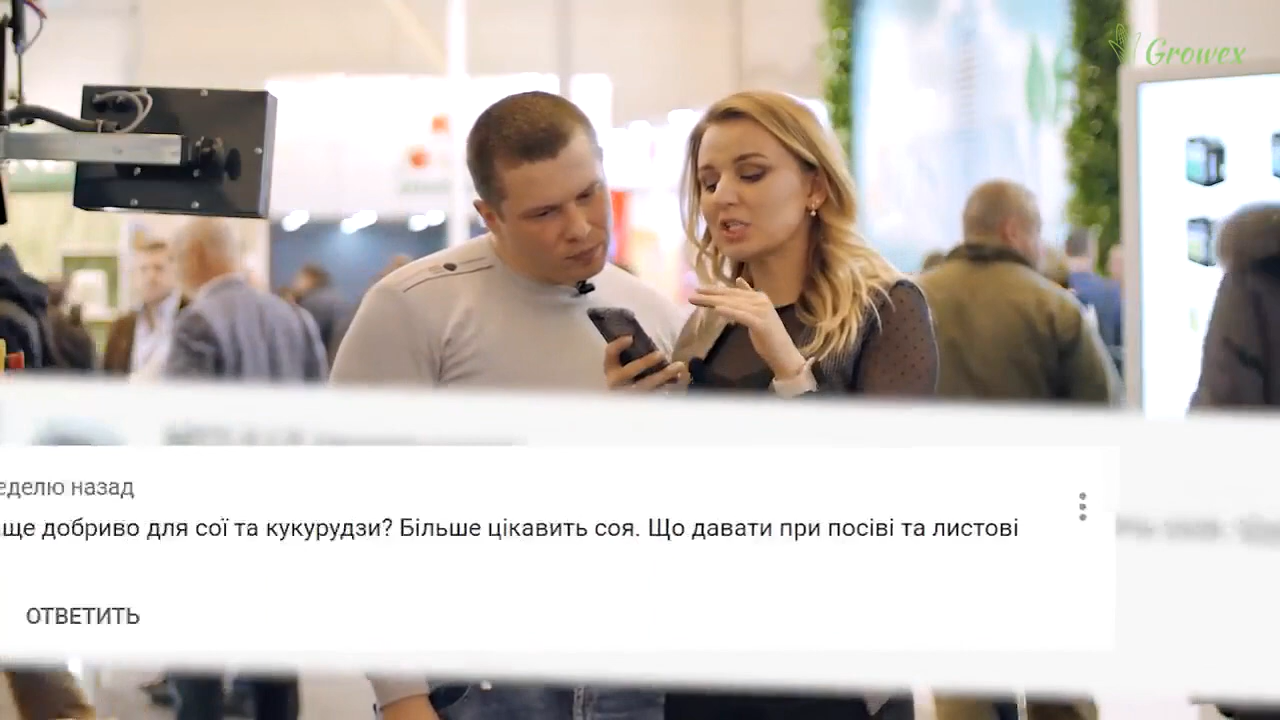 Growex
еделю назад
ще добриво для сої та кукурудзи? Більше цікавить соя. Що давати при посіві та листові
ОТВЕТИТЬ